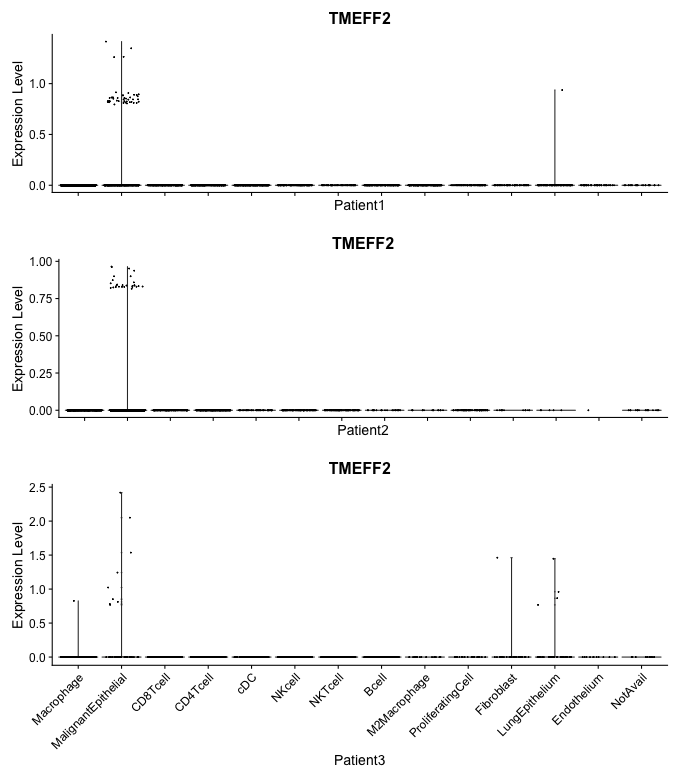 TMEFF2
Expression Level
1.0
0.5
0.0
Patient1
TMEFF2
Expression Level
1.00
0.75
0.50
0.25
0.00
Patient2
TMEFF2
Expression Level
2.5
2.0
1.5
1.0
0.5
0.0
Macrophage
MalignantEpithelial
CD8Tcell
CD4Tcell
cDC
NKcell
NKTcell
Bcell
M2Macrophage
ProliferatingCell
Fibroblast
LungEpithelium
Endothelium
NotAvail
Patient3